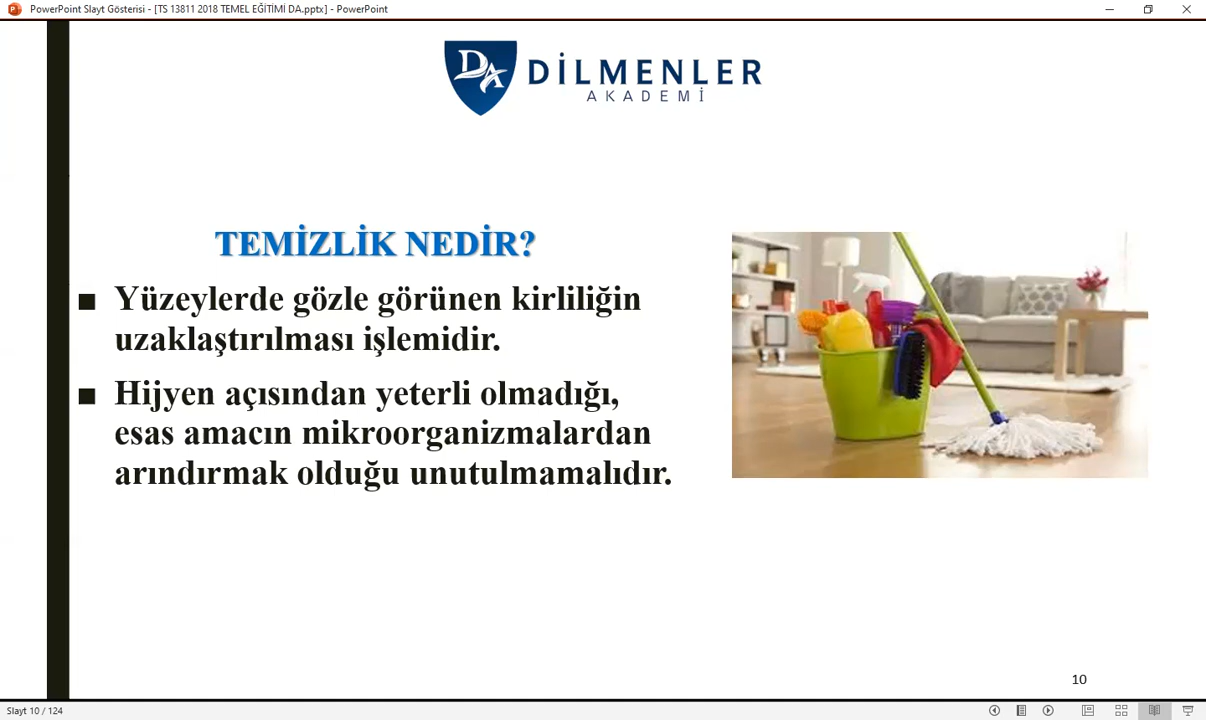 PowerPoint Slayt Gösterisi - [TS 13811 2018 TEMEL EĞİTİMİ DA.pptx] - PowerPoint
DA DİLMENLER
AKADEMİ
TEMİZLİK NEDİR?
■ Yüzeylerde gözle görünen kirliliğin
uzaklaştırılması işlemidir.
■ Hijyen açısından yeterli olmadığı,
esas amacın mikroorganizmalardan
arındırmak olduğu unutulmamalıdır.
10
Slayt 10 / 124